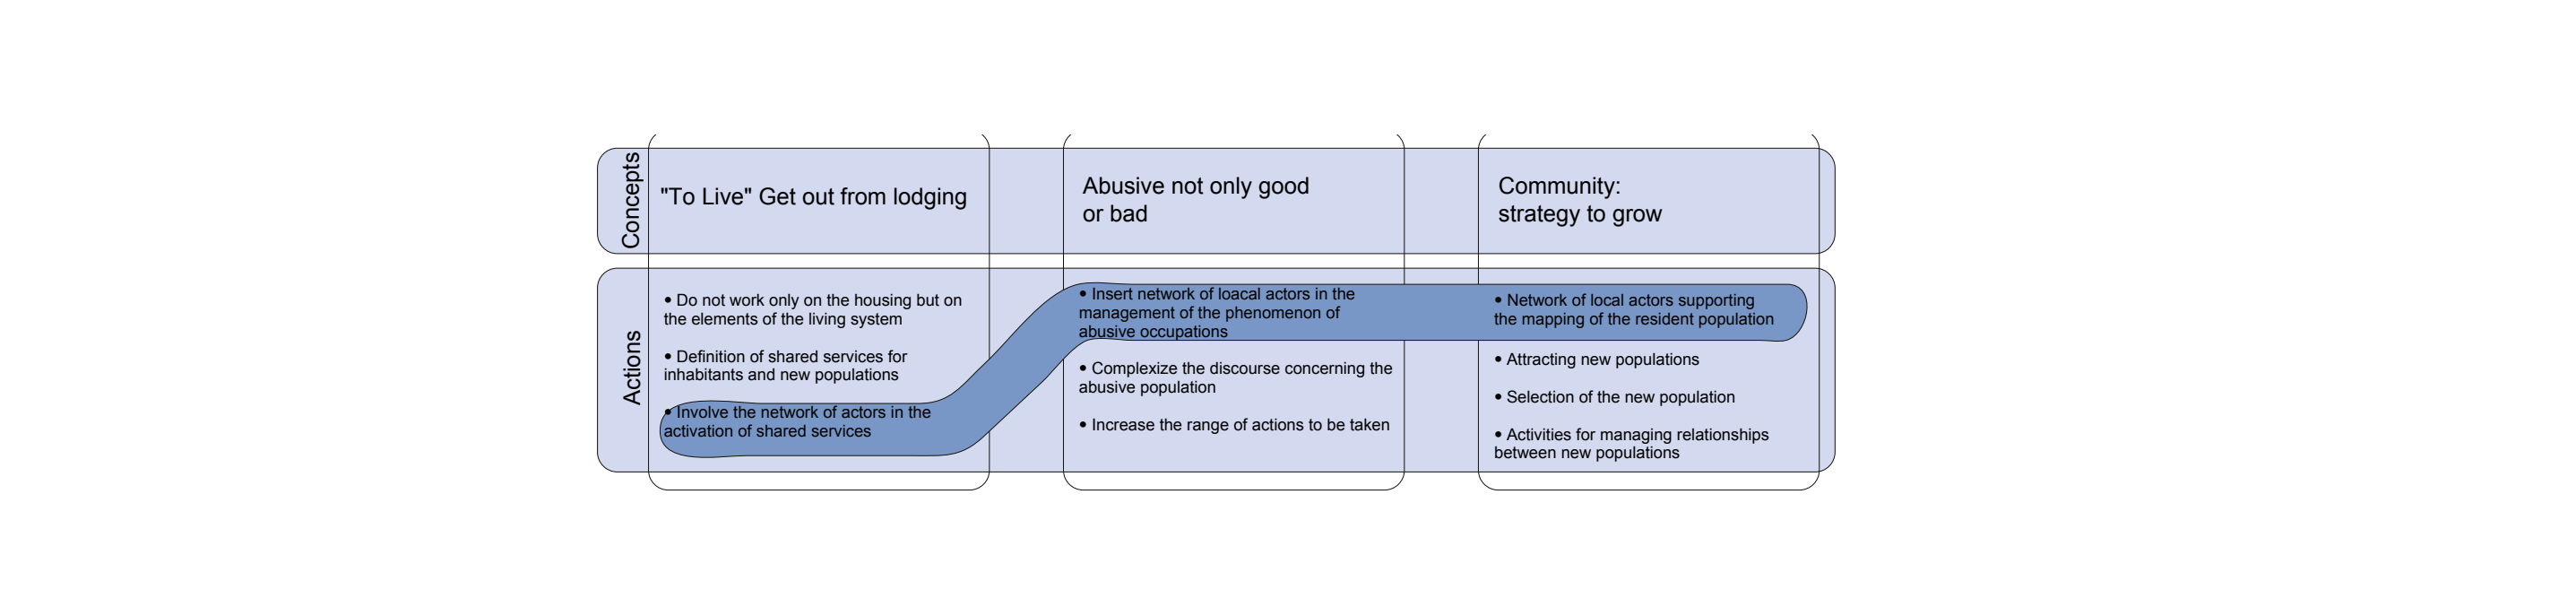 Concepts
"To Live" Get out from lodging
Abusive not only good
or bad
Community:
strategy to grow
Actions
• Do not work only on the housing but on
the elements of the living system
• Definition of shared services for
inhabitants and new populations
• Involve the network of actors in the
activation of shared services
• Insert network of loacal actors in the
management of the phenomenon of
abusive occupations
• Complexize the discourse concerning the
abusive population
• Increase the range of actions to be taken
• Network of local actors supporting
the mapping of the resident population
• Attracting new populations
• Selection of the new population
• Activities for managing relationships
between new populations